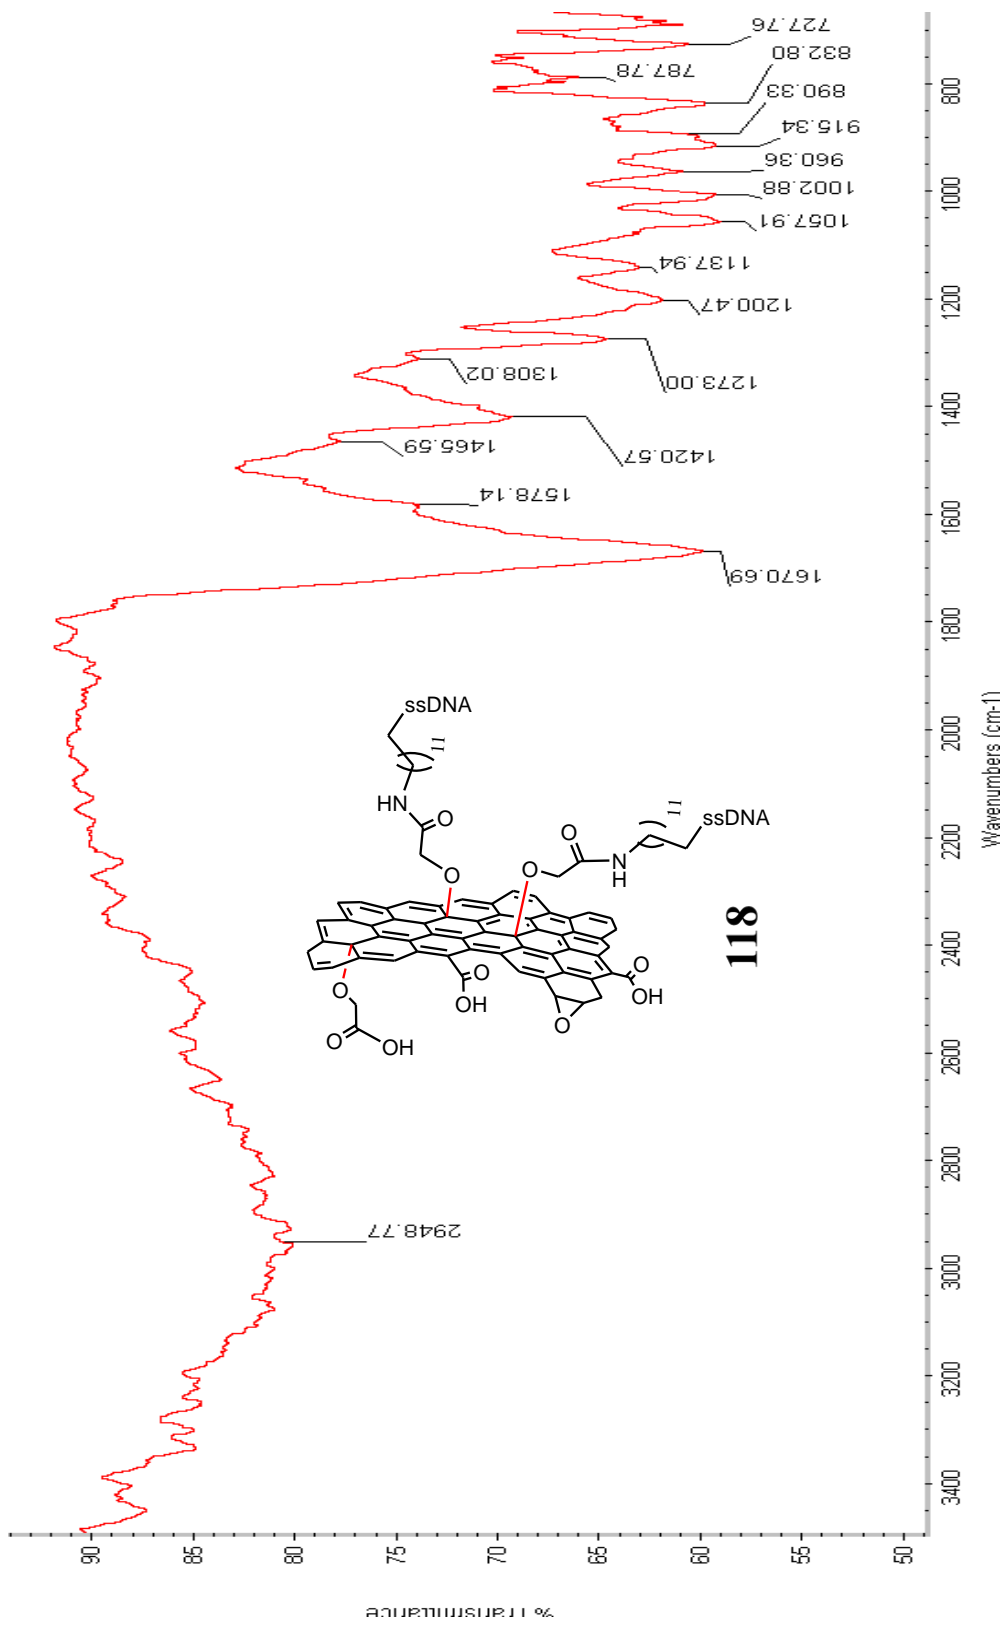 727.76
832.80
787.78
890.33
915.34
960.36
1002.88
1057.91
1137.94
1200.47
1308.02
1273.00
1465.59
1420.57
1578.14
1670.69
2948.77
ssDNA
11
HN
O
O
O
HN
11
ssDNA
O
O
O
OH
O
OH
O
O
OH
118
3400
3200
3000
2800
2600
2400
2200
2000
1800
1600
1400
1200
1000
800
Wavenumbers (cm-1)
90
85
80
75
70
65
60
55
50
%Transmittance